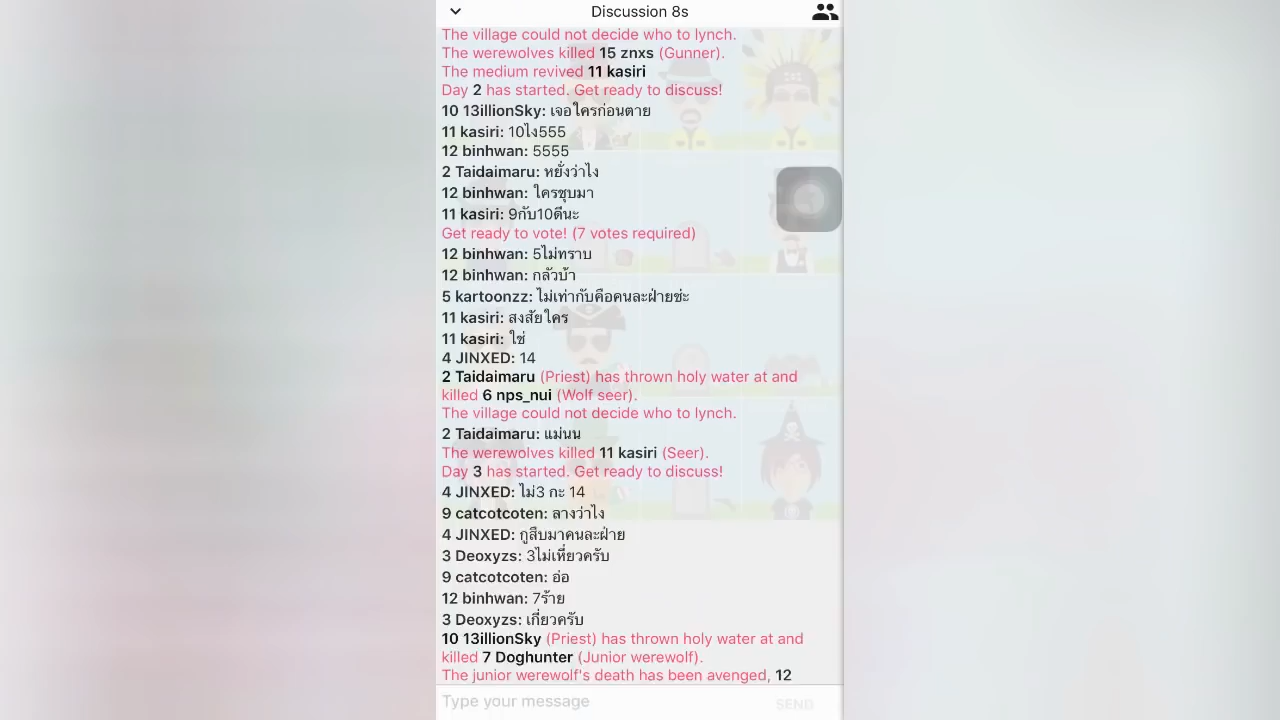 Discussion 8s
The village could not decide who to lynch.
The werewolves killed 15 znxs (Gunner).
The medium revived 11 kasiri
Day 2 has started. Get ready to discuss!
10 13illionSky: เจอใครก่อนตาย
11 kasiri: 10ไง555
12 binhwan: 5555
2 Taidaimaru: หยั่งว่าไง
12 binhwan: ใครชุบมา
11 kasiri: 9กับ10ดีนะ
Get ready to vote! (7 votes required)
12 binhwan: 5ไม่ทราบ
12 binhwan: กลัวบ้า
5 kartoonzz: ไม่เท่ากับคือคนละฝ่ายช่ะ
11 kasiri: สงสัยใคร
11 kasiri: ใช่
4 JINXED: 14
2 Taidaimaru (Priest) has thrown holy water at and
killed 6 nps_nui (Wolf seer).
The village could not decide who to lynch.
2 Taidaimaru: แม่นน
The werewolves killed 11 kasiri (Seer).
Day 3 has started. Get ready to discuss!
4 JINXED: ไม่3 กะ 14
9 catcotcoten: ลางว่าไง
4 JINXED: กูสืบมาคนละฝ่าย
3 Deoxyzs: 3ไม่เหี่ยวครับ
9 catcotcoten: อ่อ
12 binhwan: 7ร้าย
3 Deoxyzs: เกี่ยวครับ
10 13illionSky (Priest) has thrown holy water at and
killed 7 Doghunter (Junior werewolf).
The junior werewolf's death has been avenged, 12
Type your message
SEND